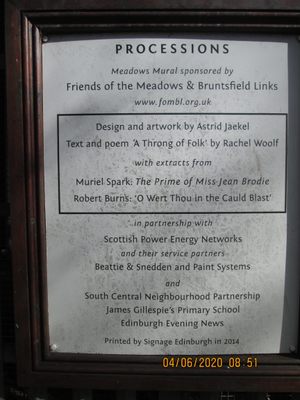 PROCESSIONS
Meadows Mural sponsored by
Friends of the Meadows & Bruntsfield Links
www.fombl.org.uk
Design and artwork by Astrid Jaekel
Text and poem 'A Throng of Folk' by Rachel Woolf
with extracts from
Muriel Spark: The Prime of Miss Jean Brodie
Robert Burns: 'O Wert Thou in the Cauld Blast'
in partnership with
Scottish Power Energy Networks
and their service partners
Beattie & Snedden and Paint Systems
and
South Central Neighbourhood Partnership
James Gillespie's Primary School
Edinburgh Evening News
Printed by Signage Edinburgh in 2014
04/06/2020 08:51